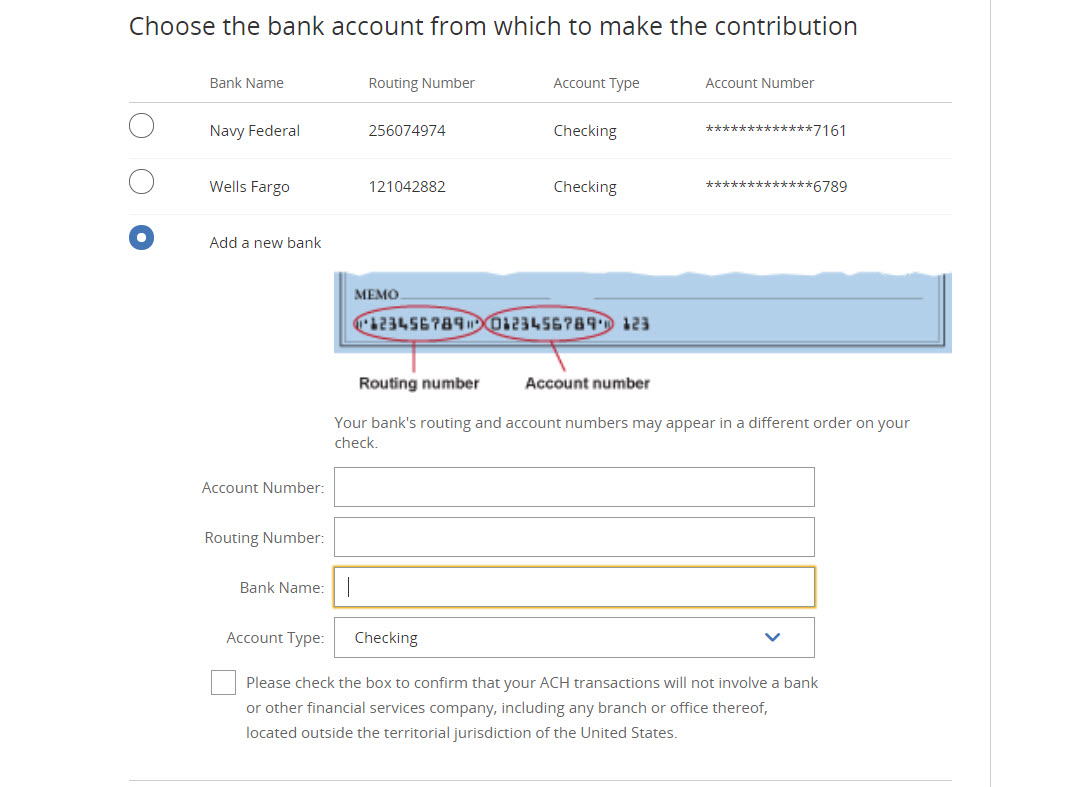 Choose the bank account from which to make the contribution
Bank Name Routing Number Account Type Account Number
Navy Federal 256074974 Checking *************7161
Wells Fargo 121042882 Checking *************6789
Add a new bank
MEMO
⑈⑆123456789⑈⑆ 0123456789⑆⑈ 123
Routing number Account number
Your bank's routing and account numbers may appear in a different order on your
check.
Account Number:
Routing Number:
Bank Name:
Account Type: Checking
Please check the box to confirm that your ACH transactions will not involve a bank
or other financial services company, including any branch or office thereof,
located outside the territorial jurisdiction of the United States.